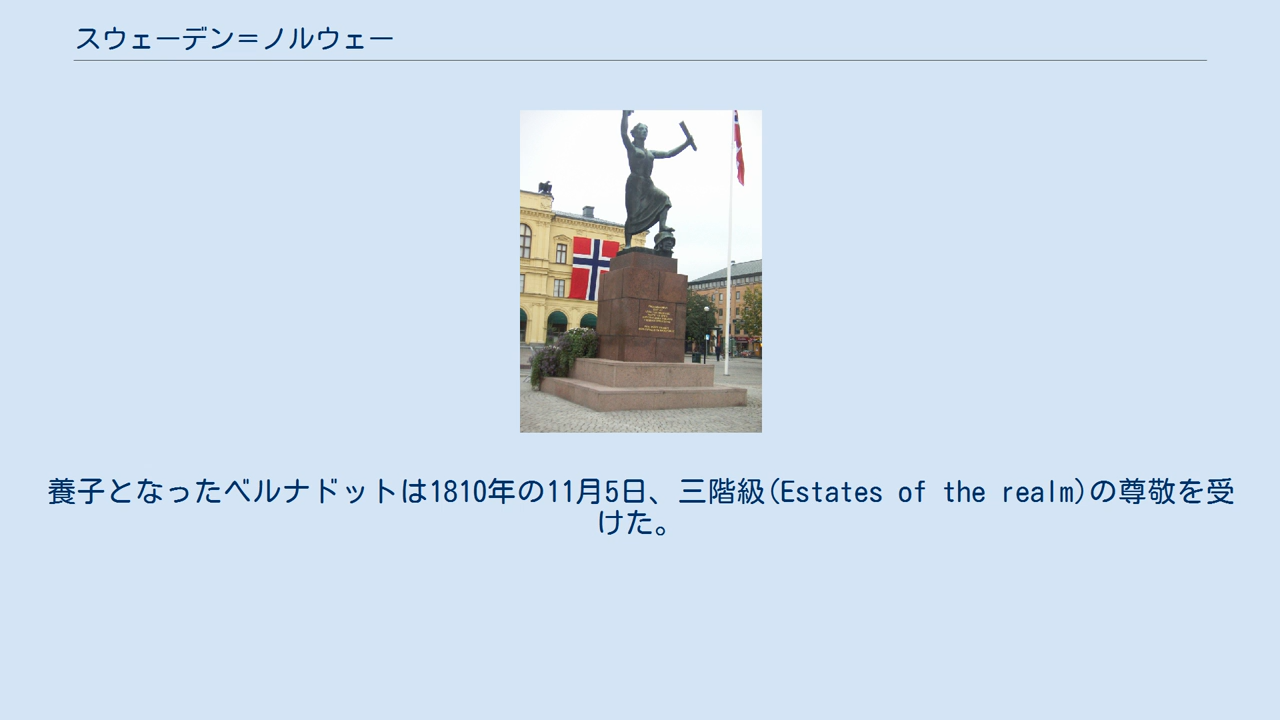 スウェーデン＝ノルウェー
養子となったベルナドットは1810年の11月5日、三階級(Estates of the realm)の尊敬を受
けた。